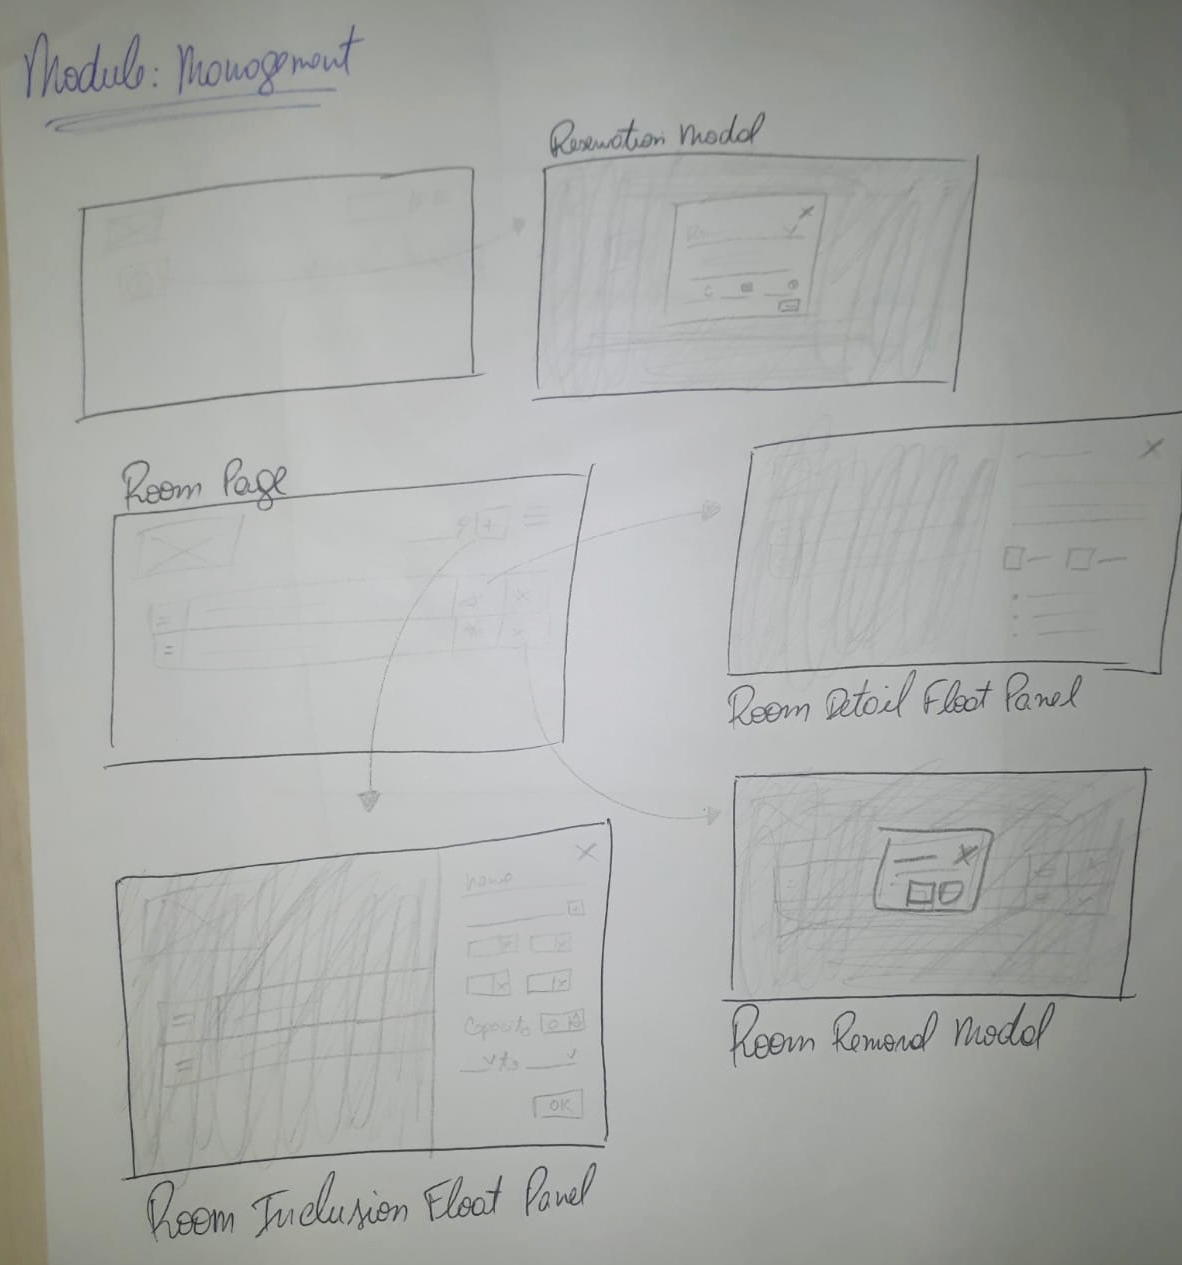 Module: Management
Reservation Modal
Room Page
Room Detail Float Panel
name
Capacity
to
OK
Room Removal Modal
Room Inclusion Float Panel